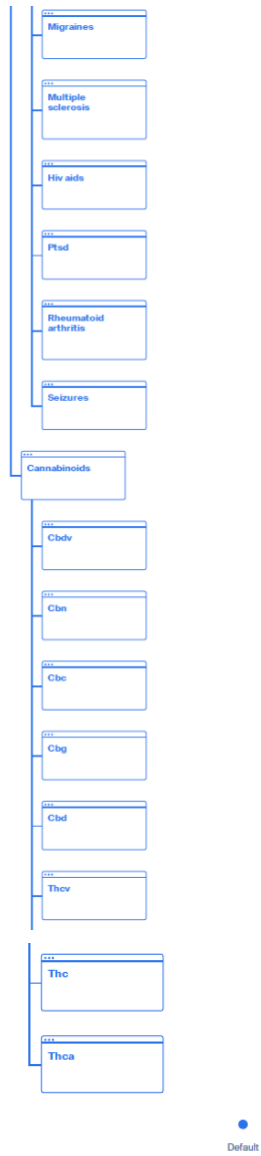 Migraines
Multiple
sclerosis
Hiv aids
Ptsd
Rheumatoid
arthritis
Seizures
Cannabinoids
Cbdv
Cbn
Cbc
Cbg
Cbd
Thcv
Thc
Thca
Default